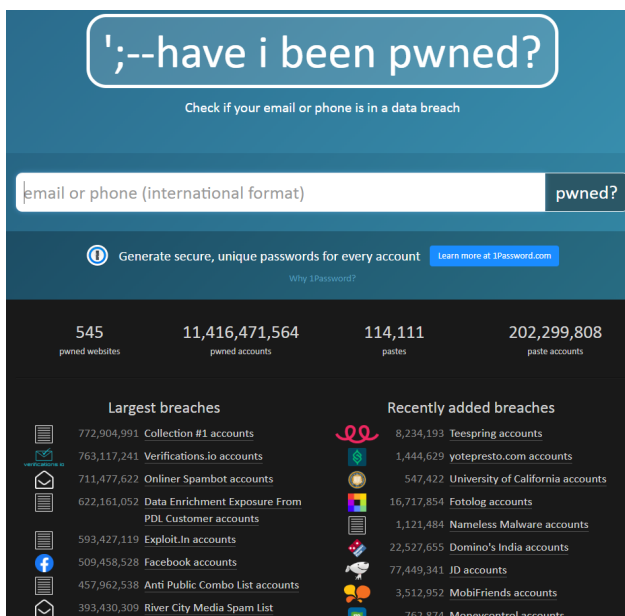 ';--have i been pwned?
Check if your email or phone is in a data breach
email or phone (international format)
pwned?
Generate secure, unique passwords for every account
Learn more at 1Password.com
Why 1Password?
545
pwned websites
11,416,471,564
pwned accounts
114,111
pastes
202,299,808
paste accounts
Largest breaches
772,904,991 Collection #1 accounts
verifications.io
763,117,241 Verifications.io accounts
711,477,622 Onliner Spambot accounts
622,161,052 Data Enrichment Exposure From
PDL Customer accounts
593,427,119 Exploit.In accounts
509,458,528 Facebook accounts
457,962,538 Anti Public Combo List accounts
393,430,309 River City Media Spam List
Recently added breaches
8,234,193 Teespring accounts
1,444,629 yotepresto.com accounts
547,422 University of California accounts
16,717,854 Fotolog accounts
1,121,484 Nameless Malware accounts
22,527,655 Domino's India accounts
77,449,341 JD accounts
3,512,952 MobiFriends accounts
762,874 Moneycontrol accounts